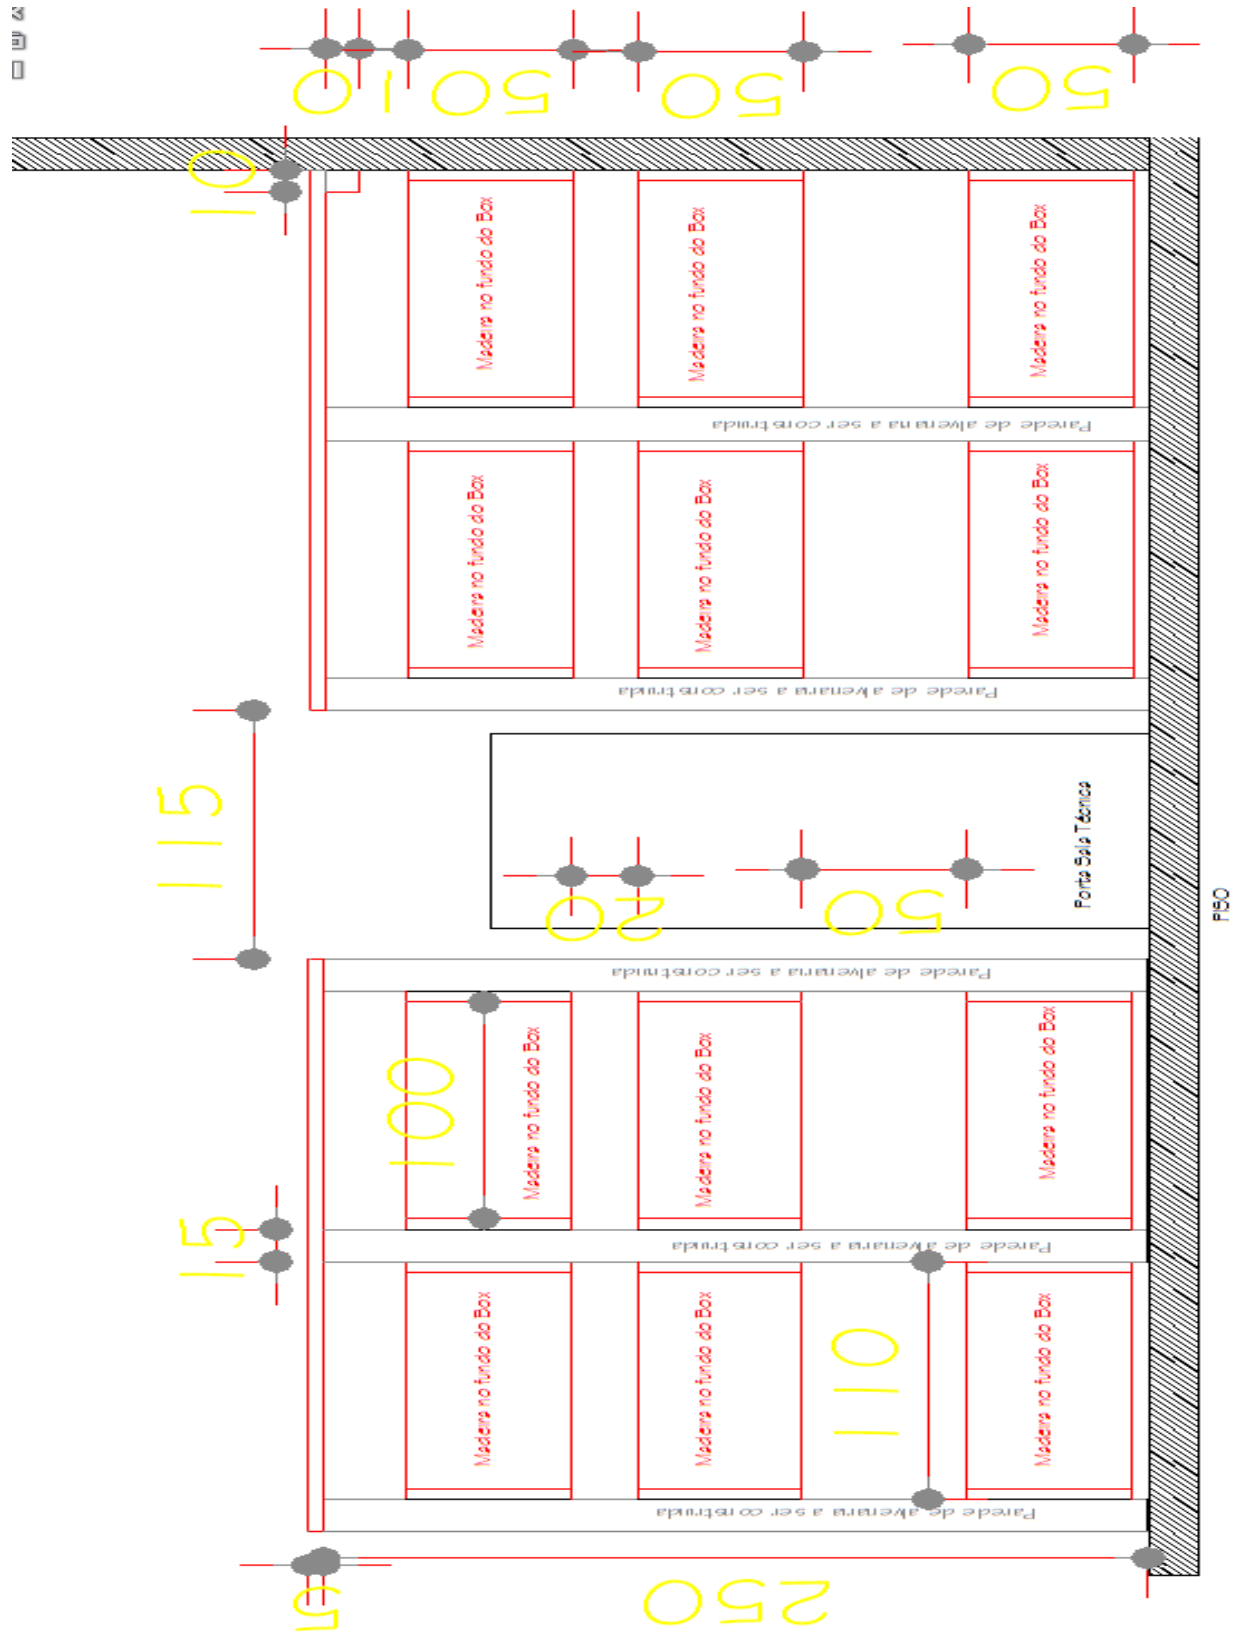 10
50
50
50
10
Madeira no fundo do Box
Madeira no fundo do Box
Madeira no fundo do Box
Parede de alvenaria a ser construida
Madeira no fundo do Box
Madeira no fundo do Box
Madeira no fundo do Box
Parede de alvenaria a ser construida
115
20
50
Porta Sala Técnica
PISO
Parede de alvenaria a ser construida
100
Madeira no fundo do Box
Madeira no fundo do Box
Madeira no fundo do Box
15
Parede de alvenaria a ser construida
Madeira no fundo do Box
Madeira no fundo do Box
110
Madeira no fundo do Box
Parede de alvenaria a ser construida
5
250